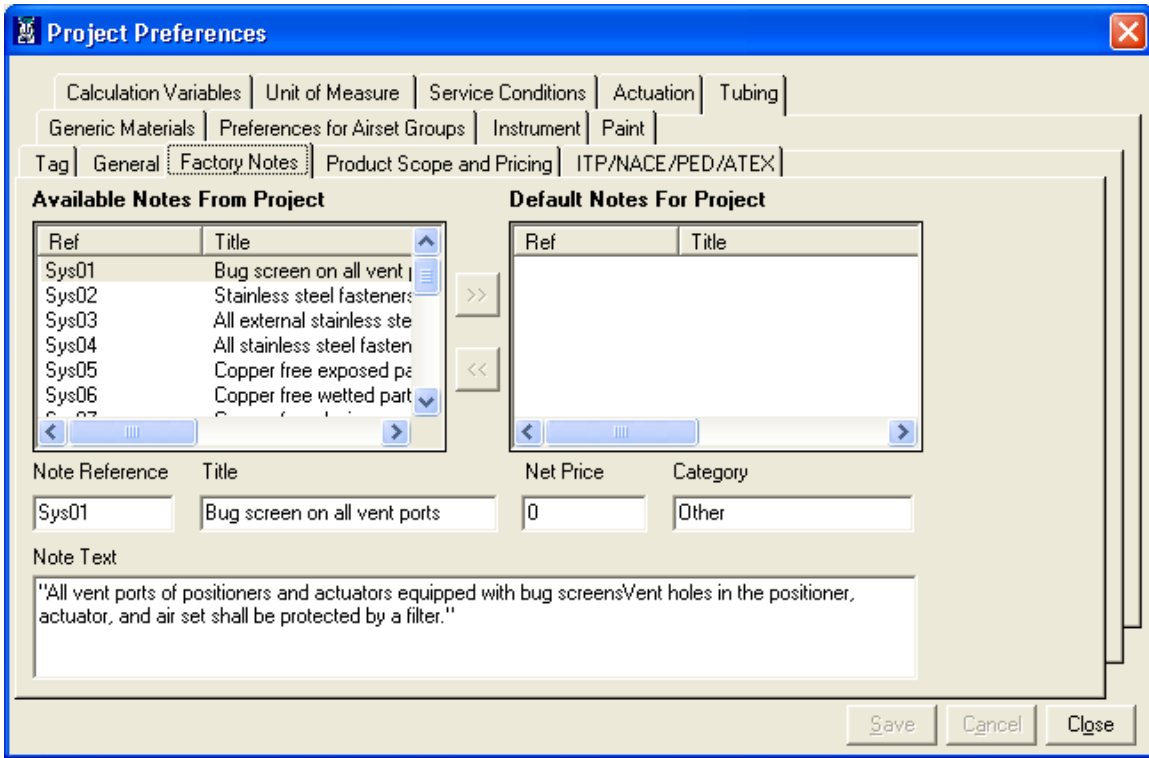 Project Preferences
Calculation Variables Unit of Measure Service Conditions Actuation Tubing
Generic Materials Preferences for Airset Groups Instrument Paint
Tag General Factory Notes Product Scope and Pricing ITP/NACE/PED/ATEX
Available Notes From Project Default Notes For Project
Ref Title Ref Title
Sys01 Bug screen on all vent
Sys02 Stainless steel fasteners
>>
Sys03 All external stainless ste
Sys04 All stainless steel fasten
Sys05 Copper free exposed pa
<<
Sys06 Copper free wetted part
Note Reference Title Net Price Category
Sys01 Bug screen on all vent ports 0 Other
Note Text
"All vent ports of positioners and actuators equipped with bug screensVent holes in the positioner,
actuator, and air set shall be protected by a filter."
Save Cancel Close